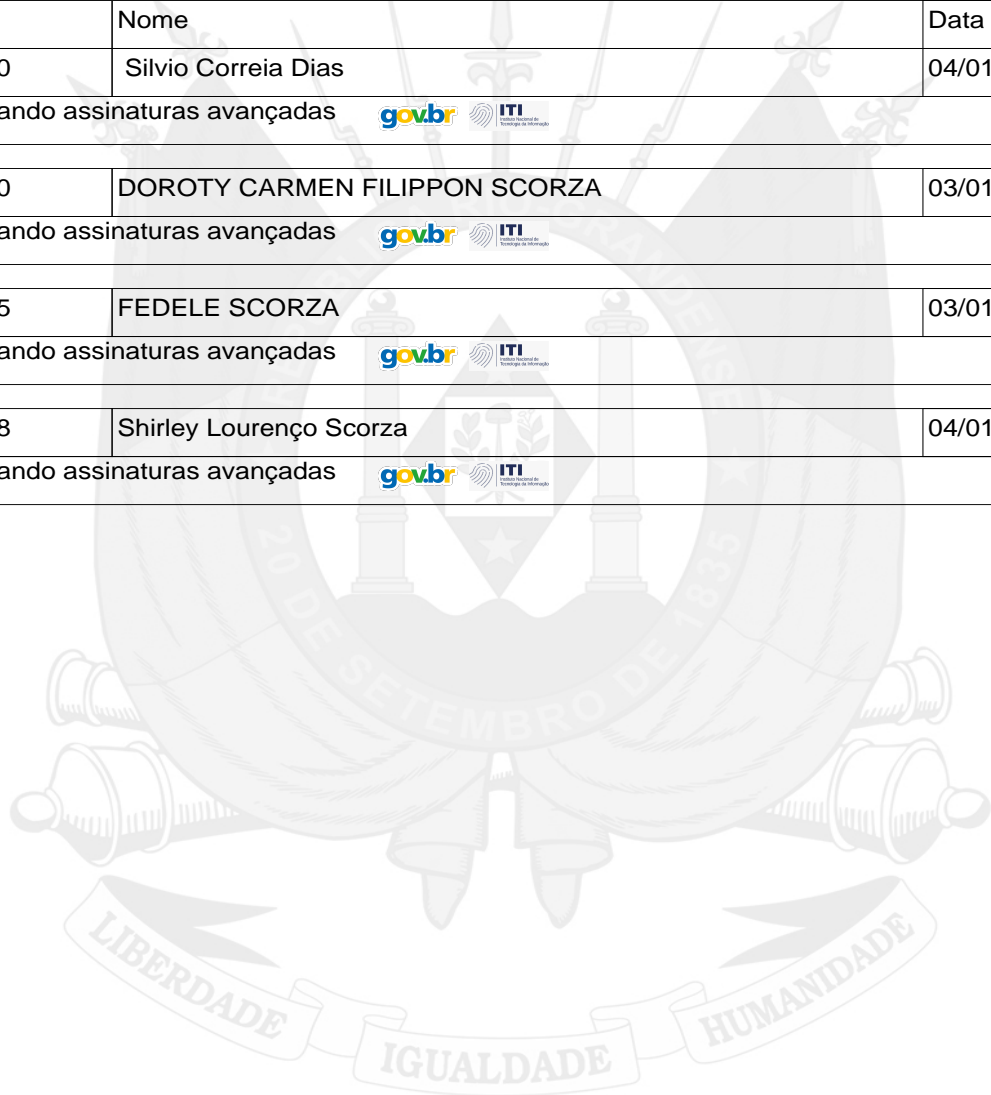 Nome Data
0 Silvio Correia Dias 04/01
ando assinaturas avançadas gov.br ITI
0 DOROTY CARMEN FILIPPON SCORZA 03/01
ando assinaturas avançadas gov.br ITI
5 FEDELE SCORZA 03/01
ando assinaturas avançadas gov.br ITI
8 Shirley Lourenço Scorza 04/01
ando assinaturas avançadas gov.br ITI
20 DE SETEMBRO DE 1835
LIBERDADE IGUALDADE HUMANIDADE